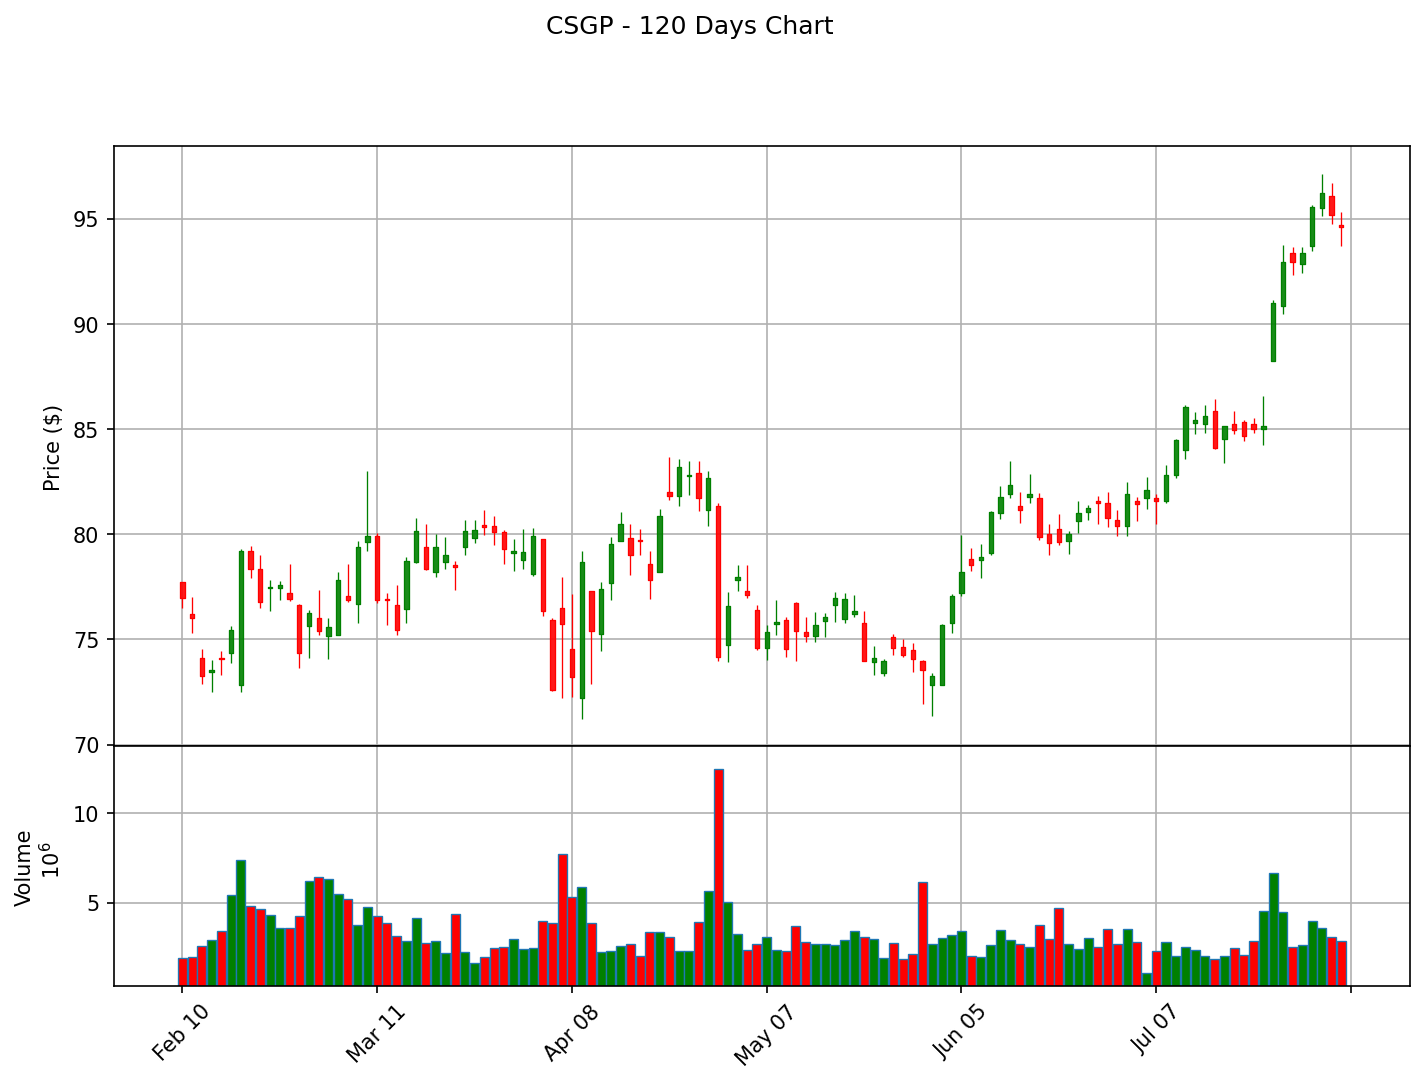 CSGP - 120 Days Chart
Price ($)
95
90
85
80
75
70
Volume
10^6
10
5
Feb 10
Mar 11
Apr 08
May 07
Jun 05
Jul 07